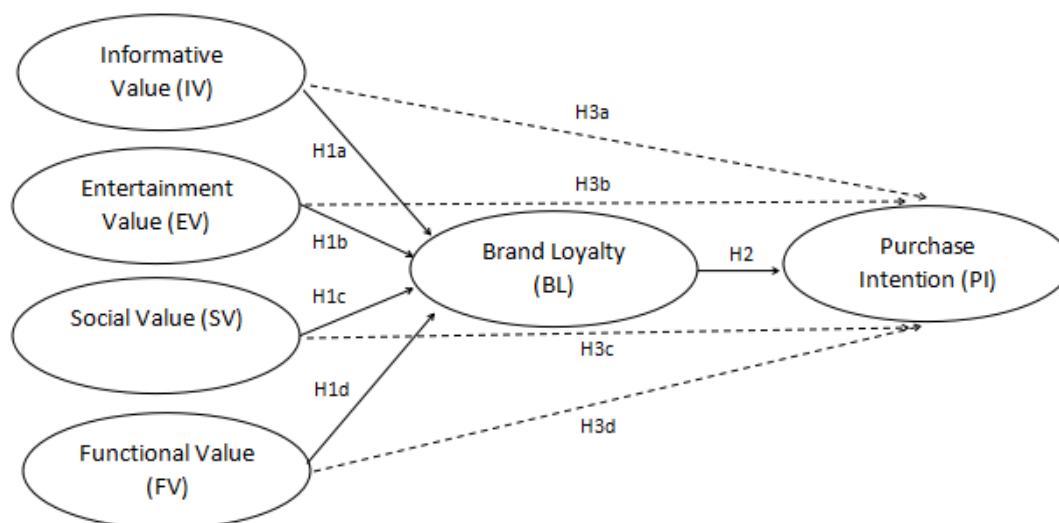 Informative
Value (IV)
H3a
H1a
Entertainment
Value (EV)
H3b
H1b
Brand Loyalty
(BL)
H2
Purchase
Intention (PI)
H1c
Social Value (SV)
H3c
H1d
H3d
Functional Value
(FV)